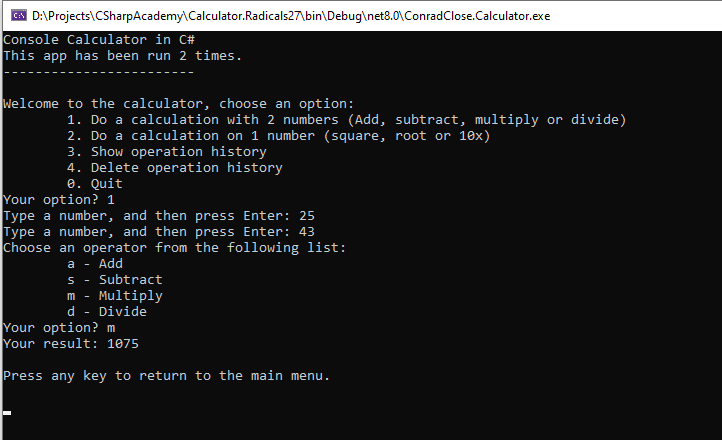 D:\Projects\CSharpAcademy\Calculator.Radicals27\bin\Debug\net8.0\ConradClose.Calculator.exe
Console Calculator in C#
This app has been run 2 times.
------------------------
Welcome to the calculator, choose an option:
1. Do a calculation with 2 numbers (Add, subtract, multiply or divide)
2. Do a calculation on 1 number (square, root or 10x)
3. Show operation history
4. Delete operation history
0. Quit
Your option? 1
Type a number, and then press Enter: 25
Type a number, and then press Enter: 43
Choose an operator from the following list:
a - Add
s - Subtract
m - Multiply
d - Divide
Your option? m
Your result: 1075
Press any key to return to the main menu.